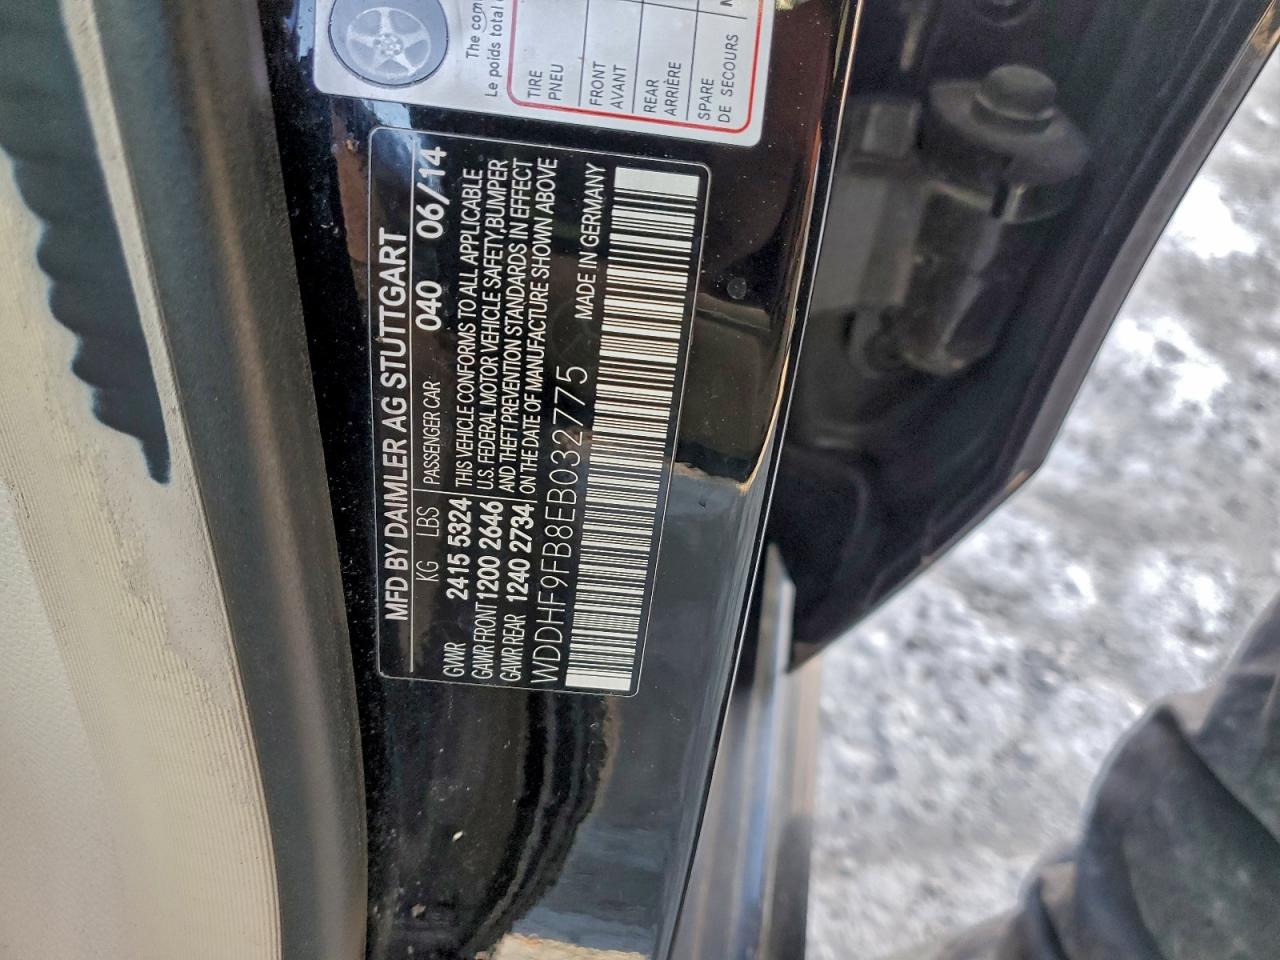 The com
Le poids total
TIRE
PNEU
FRONT
AVANT
REAR
ARRIÈRE
SPARE
DE SECOURS
MFD BY DAIMLER AG STUTTGART
KG LBS PASSENGER CAR 040 06/14
GVWR 2415 5324 THIS VEHICLE CONFORMS TO ALL APPLICABLE
GAWR FRONT 1200 2646 U.S. FEDERAL MOTOR VEHICLE SAFETY,BUMPER
GAWR REAR 1240 2734 AND THEFT PREVENTION STANDARDS IN EFFECT
ON THE DATE OF MANUFACTURE SHOWN ABOVE
WDDHF9FB8EB032775 MADE IN GERMANY